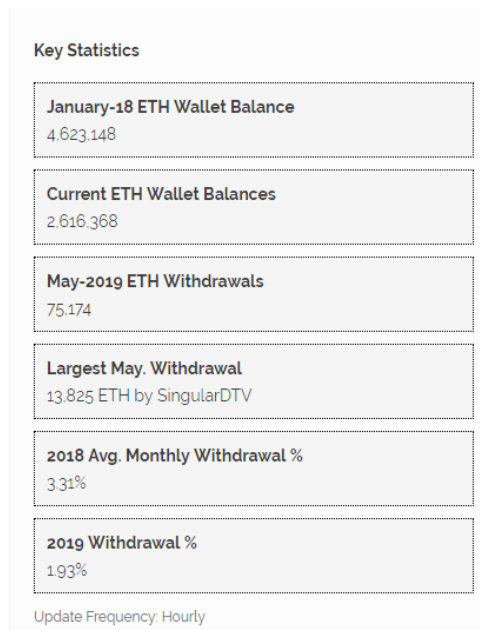 Key Statistics
January-18 ETH Wallet Balance
4,623,148
Current ETH Wallet Balances
2,616,368
May-2019 ETH Withdrawals
75,174
Largest May. Withdrawal
13,825 ETH by SingularDTV
2018 Avg. Monthly Withdrawal %
3.31%
2019 Withdrawal %
1.93%
Update Frequency: Hourly